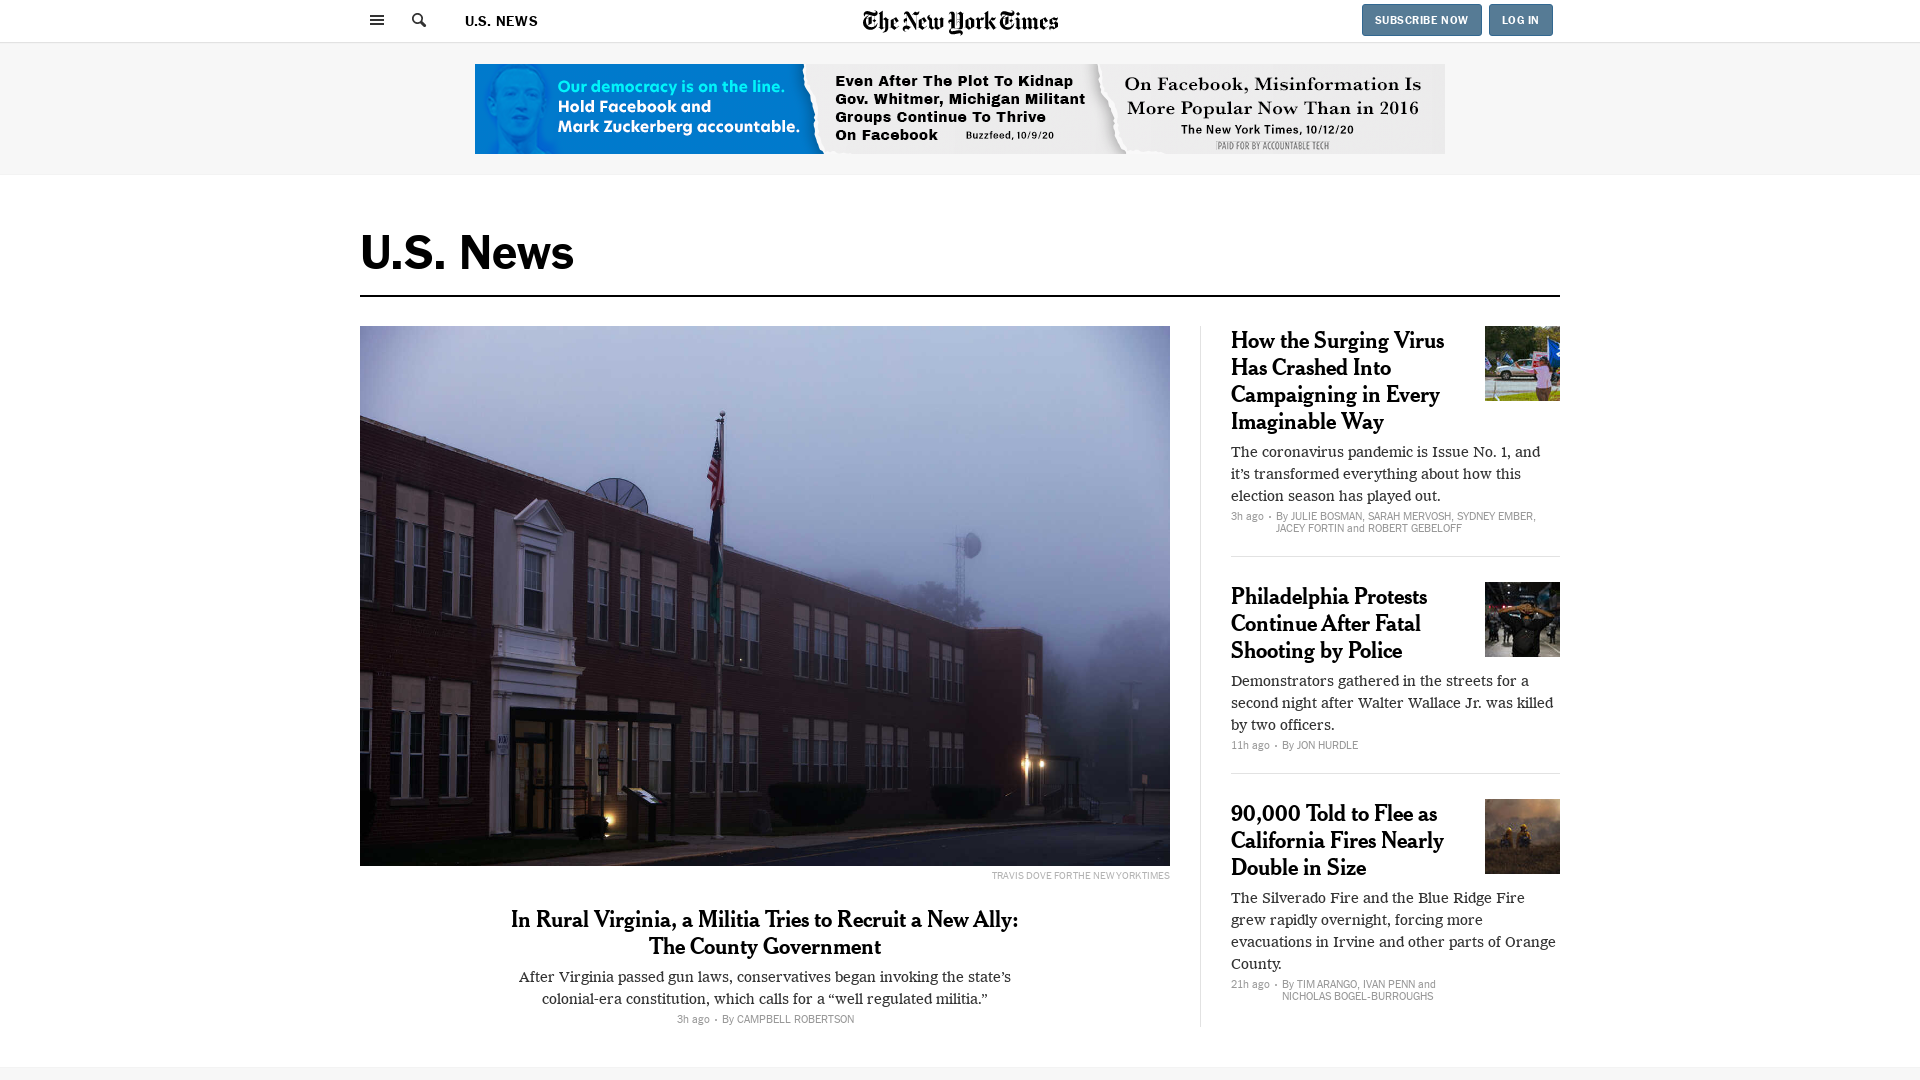 U.S. NEWS
The New York Times
SUBSCRIBE NOW
LOG IN
Our democracy is on the line.
Hold Facebook and
Mark Zuckerberg accountable.
Even After The Plot To Kidnap
Gov. Whitmer, Michigan Militant
Groups Continue To Thrive
On Facebook Buzzfeed, 10/9/20
On Facebook, Misinformation Is
More Popular Now Than in 2016
The New York Times, 10/12/20
PAID FOR BY ACCOUNTABLE TECH
U.S. News
TRAVIS DOVE FOR THE NEW YORK TIMES
In Rural Virginia, a Militia Tries to Recruit a New Ally:
The County Government
After Virginia passed gun laws, conservatives began invoking the state’s
colonial-era constitution, which calls for a “well regulated militia.”
3h ago · By CAMPBELL ROBERTSON
How the Surging Virus
Has Crashed Into
Campaigning in Every
Imaginable Way
The coronavirus pandemic is Issue No. 1, and
it’s transformed everything about how this
election season has played out.
3h ago · By JULIE BOSMAN, SARAH MERVOSH, SYDNEY EMBER,
JACEY FORTIN and ROBERT GEBELOFF
Philadelphia Protests
Continue After Fatal
Shooting by Police
Demonstrators gathered in the streets for a
second night after Walter Wallace Jr. was killed
by two officers.
11h ago · By JON HURDLE
90,000 Told to Flee as
California Fires Nearly
Double in Size
The Silverado Fire and the Blue Ridge Fire
grew rapidly overnight, forcing more
evacuations in Irvine and other parts of Orange
County.
21h ago · By TIM ARANGO, IVAN PENN and
NICHOLAS BOGEL-BURROUGHS